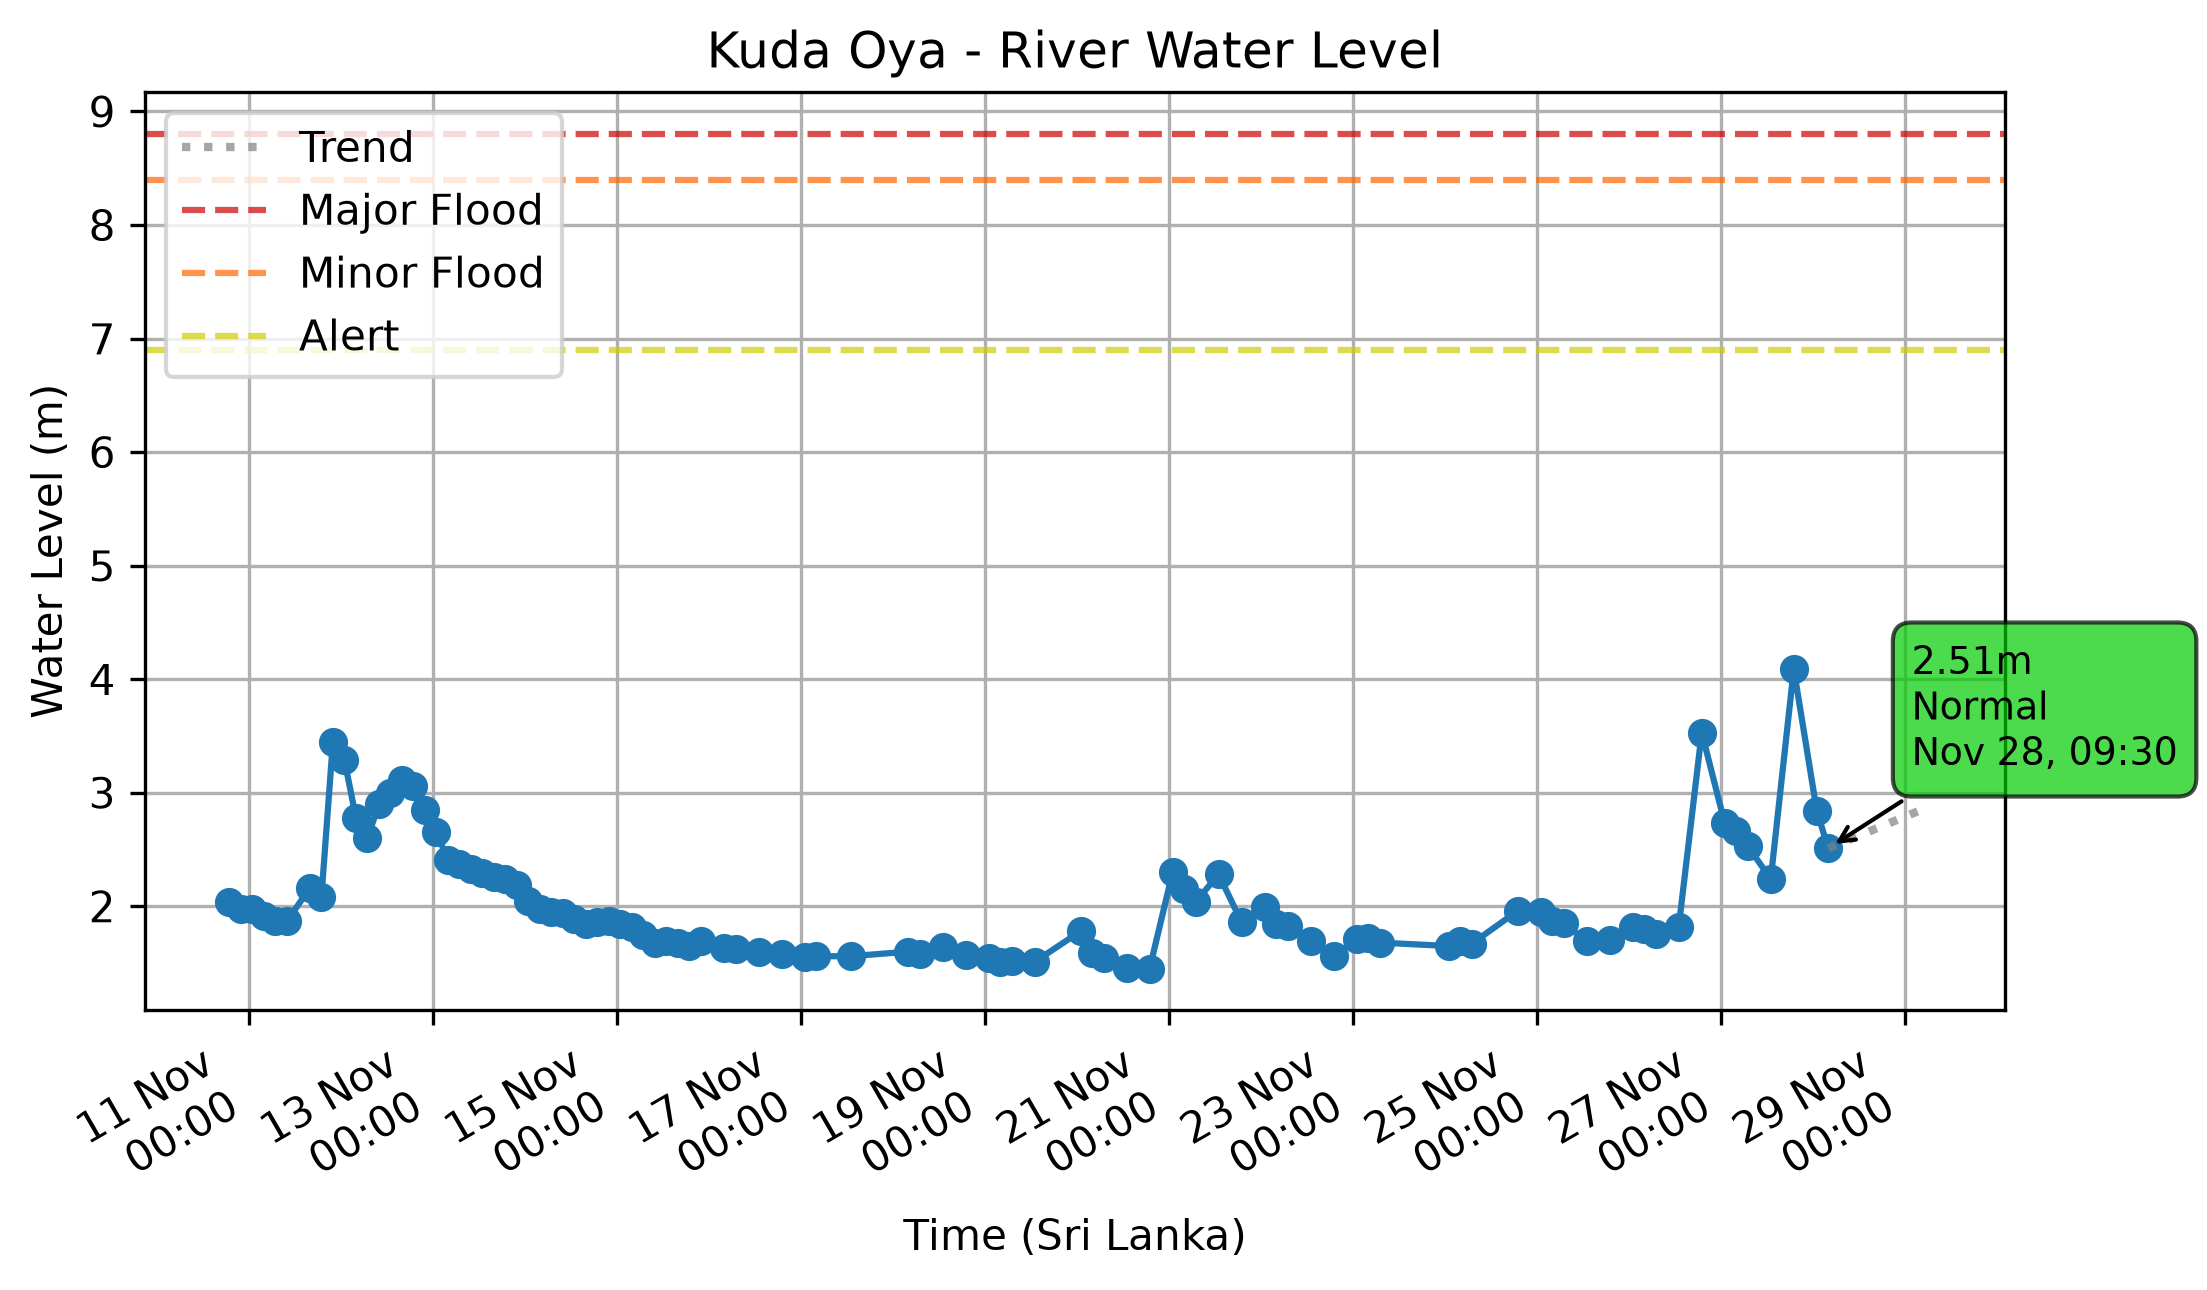 Kuda Oya - River Water Level
Water Level (m)
9
8
7
6
5
4
3
2
Trend
Major Flood
Minor Flood
Alert
2.51m
Normal
Nov 28, 09:30
11 Nov
00:00
13 Nov
00:00
15 Nov
00:00
17 Nov
00:00
19 Nov
00:00
21 Nov
00:00
23 Nov
00:00
25 Nov
00:00
27 Nov
00:00
29 Nov
00:00
Time (Sri Lanka)